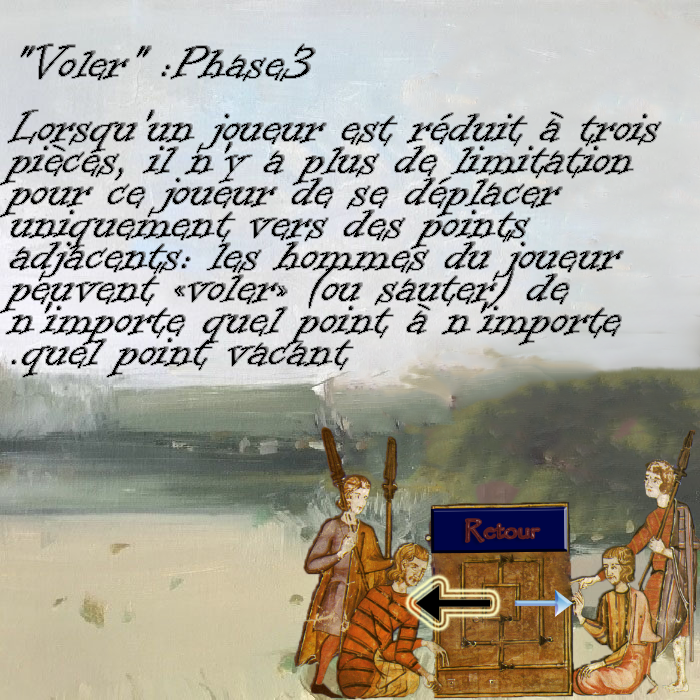 "Voler" :Phase3
Lorsqu'un joueur est réduit à trois
pièces, il n'y a plus de limitation
pour ce joueur de se déplacer
uniquement vers des points
adjacents: les hommes du joueur
peuvent «voler» (ou sauter) de
n'importe quel point à n'importe
.quel point vacant
Retour